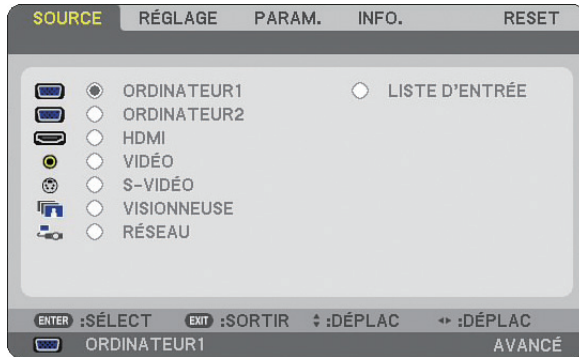 SOURCE RÉGLAGE PARAM. INFO. RESET
ORDINATEUR1 LISTE D'ENTRÉE
ORDINATEUR2
HDMI
VIDÉO
S-VIDÉO
VISIONNEUSE
RÉSEAU
ENTER :SÉLECT EXIT :SORTIR :DÉPLAC :DÉPLAC
ORDINATEUR1 AVANCÉ